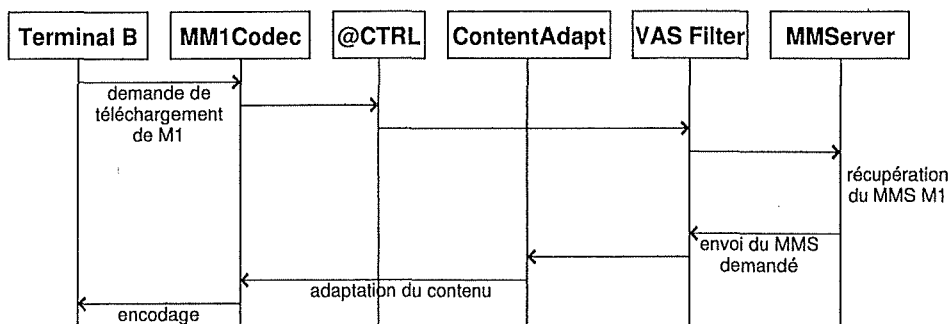 Terminal B
MM1Codec
@CTRL
ContentAdapt
VAS Filter
MMServer
demande de
téléchargement
de M1
récupération
du MMS M1
envoi du MMS
demandé
adaptation du contenu
encodage